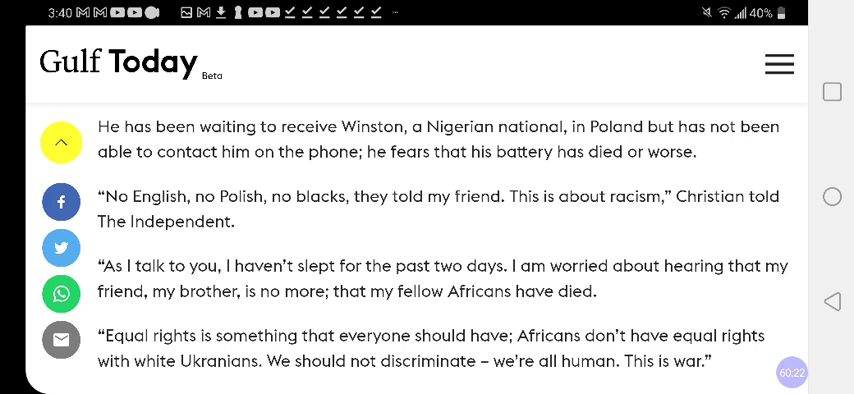 3:40
40%
Gulf Today
Beta
He has been waiting to receive Winston, a Nigerian national, in Poland but has not been
able to contact him on the phone; he fears that his battery has died or worse.
“No English, no Polish, no blacks, they told my friend. This is about racism,” Christian told
The Independent.
“As I talk to you, I haven’t slept for the past two days. I am worried about hearing that my
friend, my brother, is no more; that my fellow Africans have died.
“Equal rights is something that everyone should have; Africans don’t have equal rights
with white Ukranians. We should not discriminate – we’re all human. This is war.”
60:22